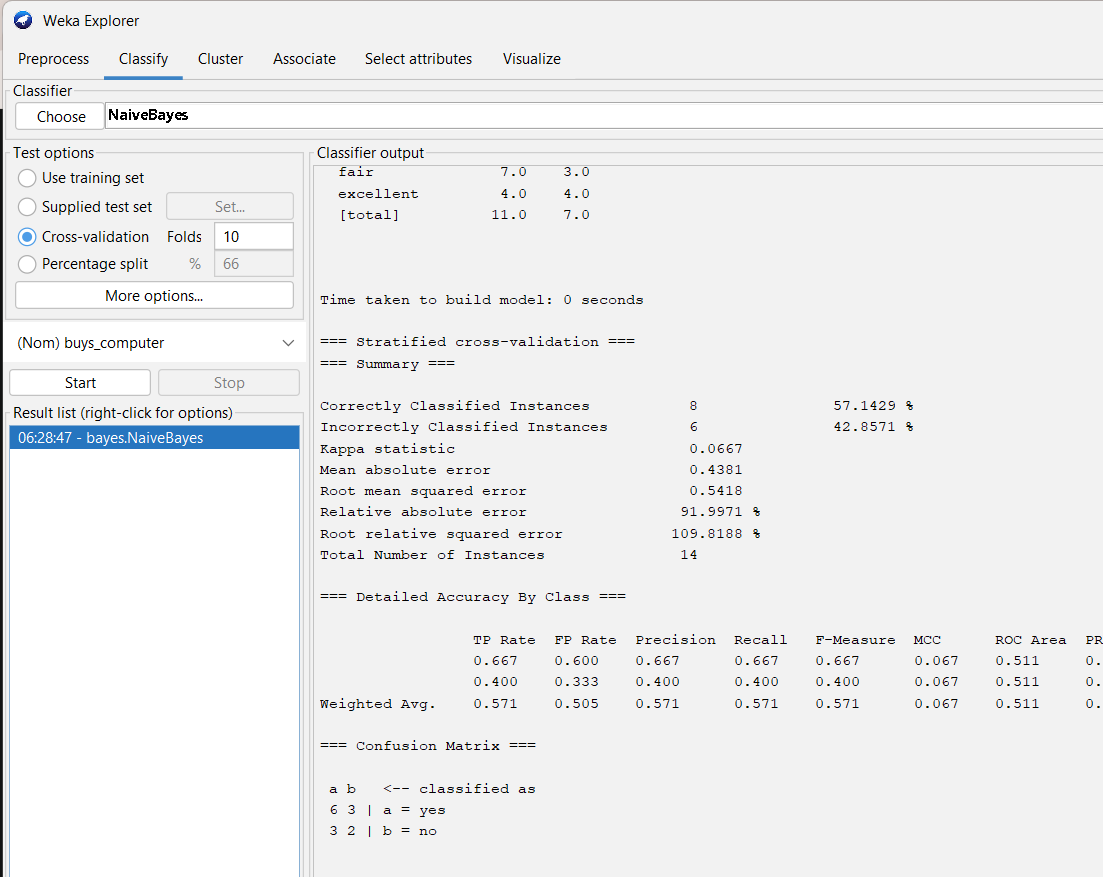 Weka Explorer
Preprocess Classify Cluster Associate Select attributes Visualize
Classifier
Choose NaiveBayes
Test options
Use training set
Supplied test set Set...
Cross-validation Folds 10
Percentage split % 66
More options...
(Nom) buys_computer
Start Stop
Result list (right-click for options)
06:28:47 - bayes.NaiveBayes
Classifier output
fair 7.0 3.0
excellent 4.0 4.0
[total] 11.0 7.0
Time taken to build model: 0 seconds
=== Stratified cross-validation ===
=== Summary ===
Correctly Classified Instances 8 57.1429 %
Incorrectly Classified Instances 6 42.8571 %
Kappa statistic 0.0667
Mean absolute error 0.4381
Root mean squared error 0.5418
Relative absolute error 91.9971 %
Root relative squared error 109.8188 %
Total Number of Instances 14
=== Detailed Accuracy By Class ===
TP Rate FP Rate Precision Recall F-Measure MCC ROC Area PR
0.667 0.600 0.667 0.667 0.667 0.067 0.511 0.
0.400 0.333 0.400 0.400 0.400 0.067 0.511 0.
Weighted Avg. 0.571 0.505 0.571 0.571 0.571 0.067 0.511 0.
=== Confusion Matrix ===
a b <-- classified as
6 3 | a = yes
3 2 | b = no